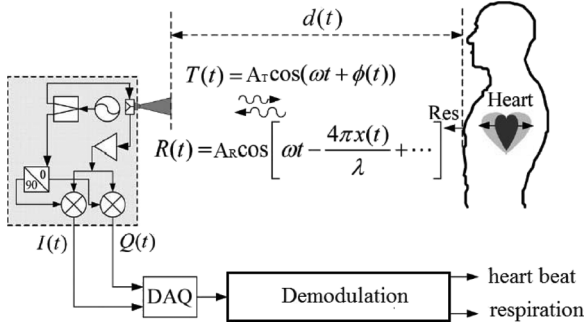 d(t)
T(t) = A_T cos(ωt + ϕ(t))
Res
Heart
R(t) = A_R cos[ωt − 4πx(t)/λ + ⋯]
0
90
I(t)
Q(t)
DAQ
Demodulation
heart beat
respiration